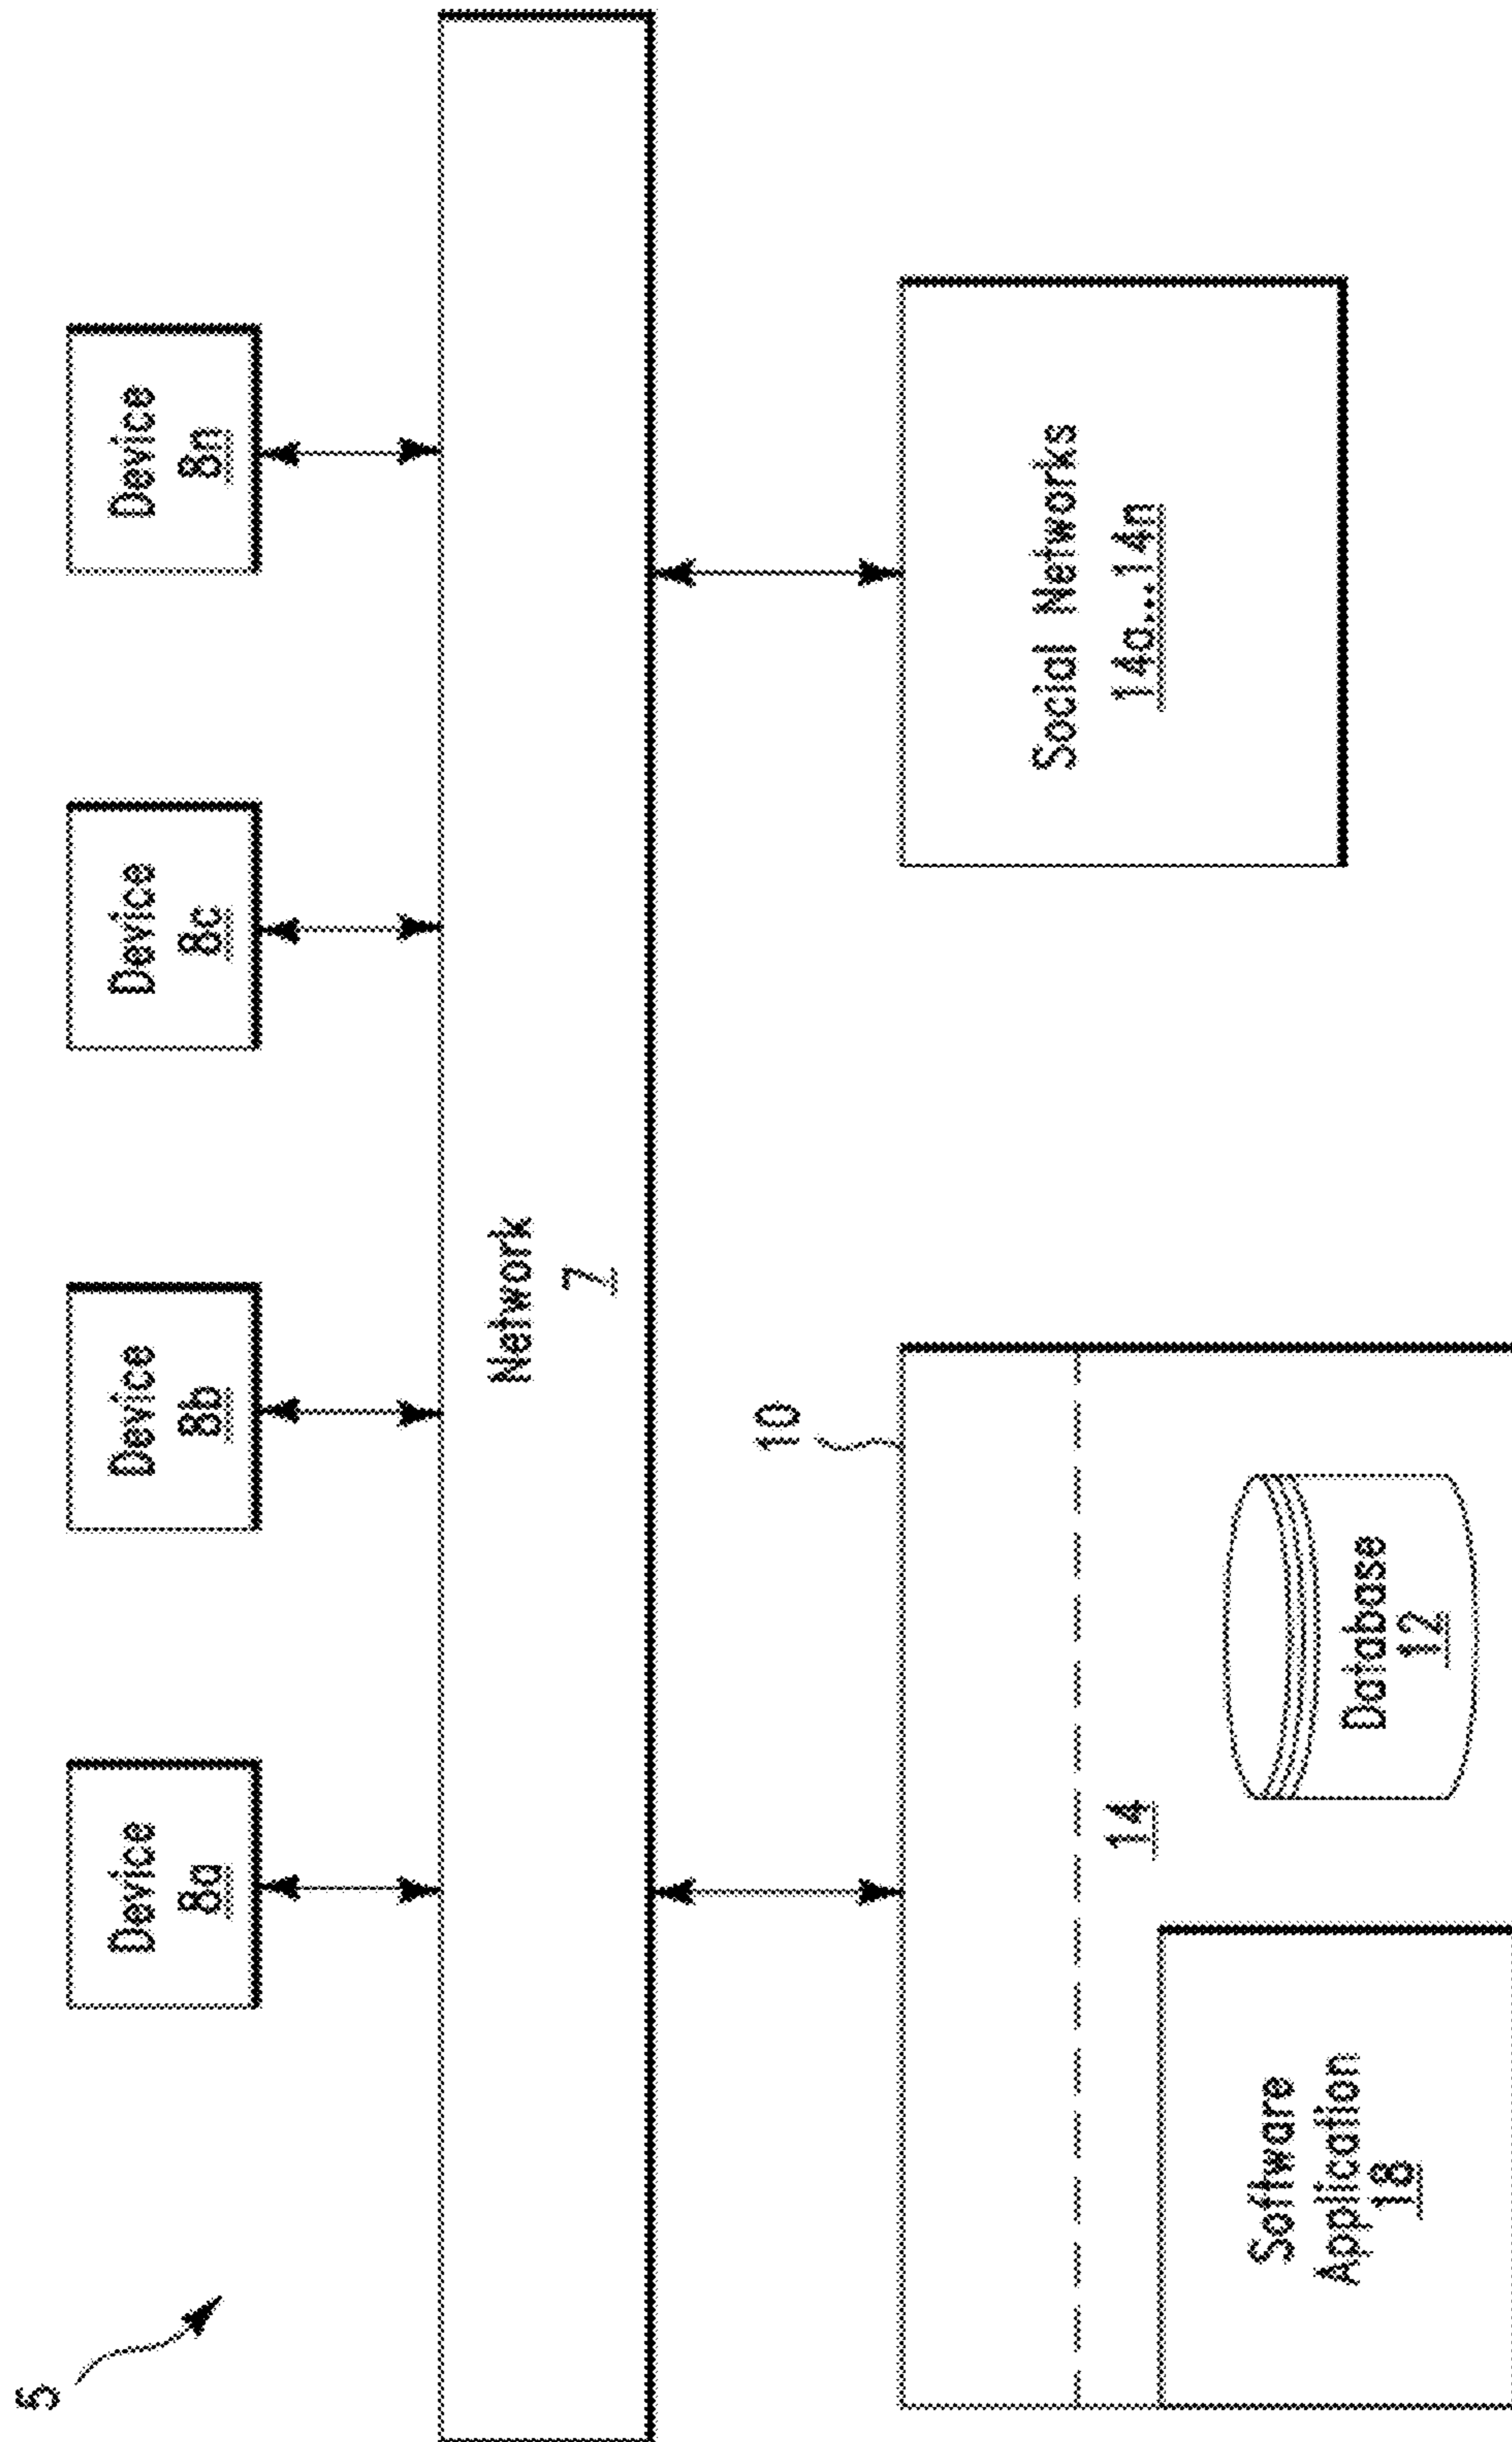 5
Device
8a
Device
8b
Device
8c
Device
8n
Network
7
10
14
Software
Application
18
Database
12
Social Networks
14a...14n